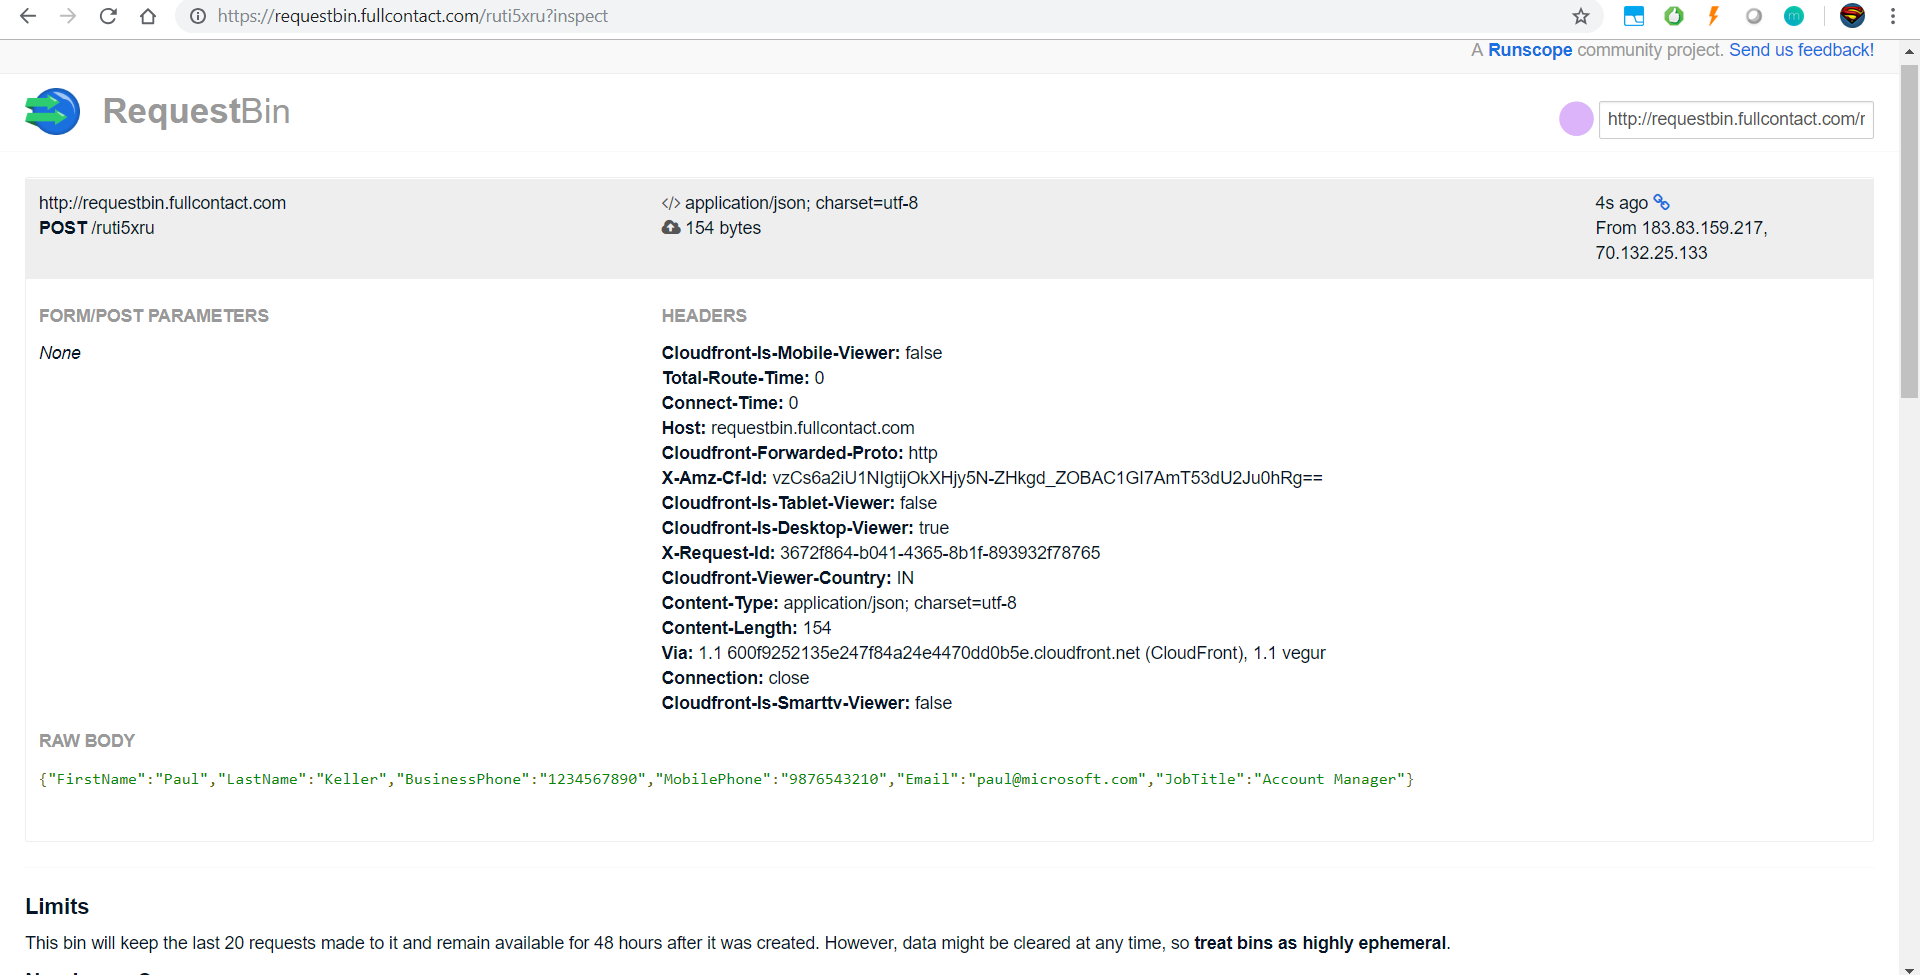 https://requestbin.fullcontact.com/ruti5xru?inspect
m
A Runscope community project. Send us feedback!
RequestBin
http://requestbin.fullcontact.com/r
http://requestbin.fullcontact.com
POST /ruti5xru
</> application/json; charset=utf-8
154 bytes
4s ago
From 183.83.159.217,
70.132.25.133
FORM/POST PARAMETERS
None
HEADERS
Cloudfront-Is-Mobile-Viewer: false
Total-Route-Time: 0
Connect-Time: 0
Host: requestbin.fullcontact.com
Cloudfront-Forwarded-Proto: http
X-Amz-Cf-Id: vzCs6a2iU1NIgtijOkXHjy5N-ZHkgd_ZOBAC1GI7AmT53dU2Ju0hRg==
Cloudfront-Is-Tablet-Viewer: false
Cloudfront-Is-Desktop-Viewer: true
X-Request-Id: 3672f864-b041-4365-8b1f-893932f78765
Cloudfront-Viewer-Country: IN
Content-Type: application/json; charset=utf-8
Content-Length: 154
Via: 1.1 600f9252135e247f84a24e4470dd0b5e.cloudfront.net (CloudFront), 1.1 vegur
Connection: close
Cloudfront-Is-Smarttv-Viewer: false
RAW BODY
{"FirstName":"Paul","LastName":"Keller","BusinessPhone":"1234567890","MobilePhone":"9876543210","Email":"paul@microsoft.com","JobTitle":"Account Manager"}
Limits
This bin will keep the last 20 requests made to it and remain available for 48 hours after it was created. However, data might be cleared at any time, so treat bins as highly ephemeral.